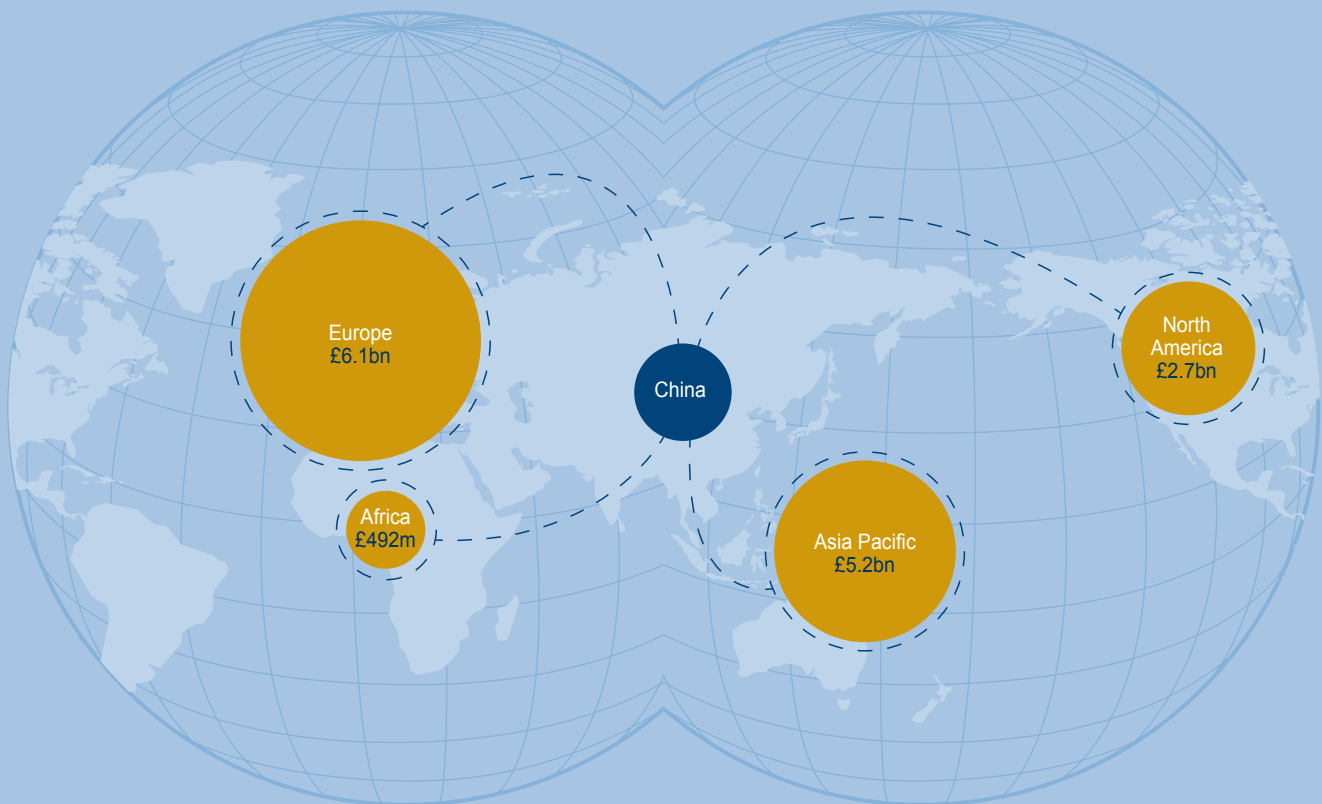 Europe
£6.1bn
China
North
America
£2.7bn
Africa
£492m
Asia Pacific
£5.2bn